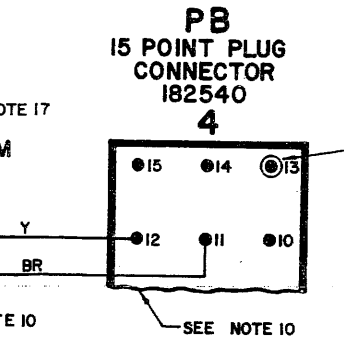 PB
15 POINT PLUG
CONNECTOR
182540
4
OTE 17
M
15 14 13
Y
12 11 10
BR
TE 10
SEE NOTE 10